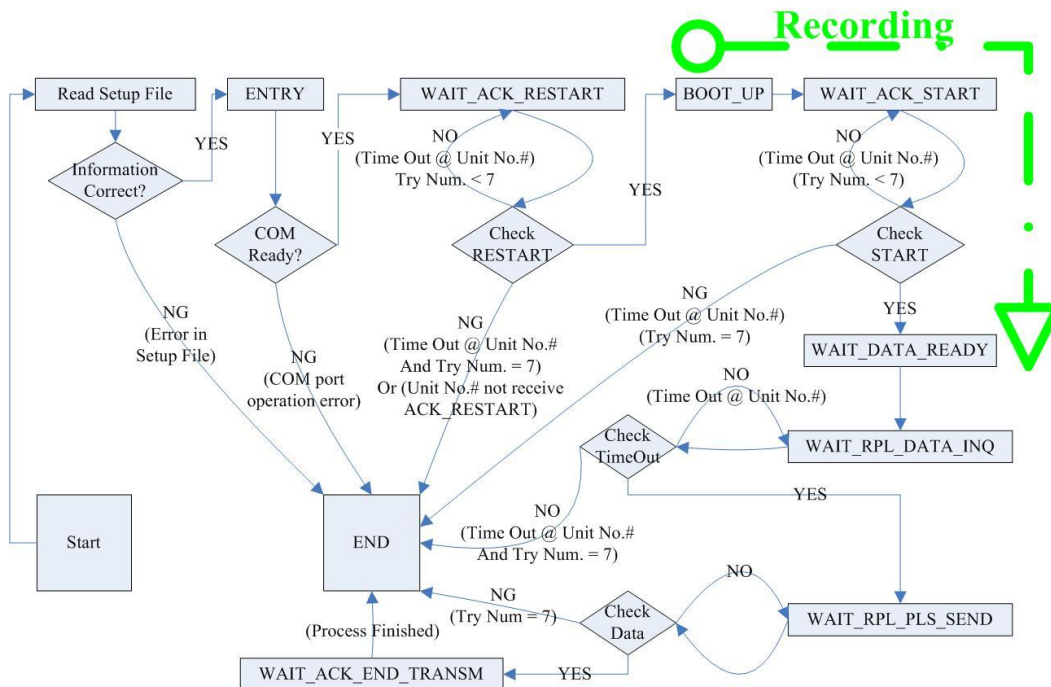 Recording
Read Setup File
ENTRY
WAIT_ACK_RESTART
BOOT_UP
WAIT_ACK_START
YES
Information
Correct?
YES
NO
(Time Out @ Unit No.#)
Try Num. < 7
YES
NO
(Time Out @ Unit No.#)
(Try Num. < 7)
COM
Ready?
Check
RESTART
Check
START
NG
(Error in
Setup File)
NG
(COM port
operation error)
NG
(Time Out @ Unit No.#
And Try Num. = 7)
Or (Unit No.# not receive
ACK_RESTART)
NG
(Time Out @ Unit No.#)
(Try Num. = 7)
YES
WAIT_DATA_READY
NO
(Time Out @ Unit No.#)
Check
TimeOut
WAIT_RPL_DATA_INQ
YES
Start
END
NO
(Time Out @ Unit No.#
And Try Num. = 7)
NG
(Try Num = 7)
Check
Data
NO
WAIT_RPL_PLS_SEND
(Process Finished)
YES
WAIT_ACK_END_TRANSM